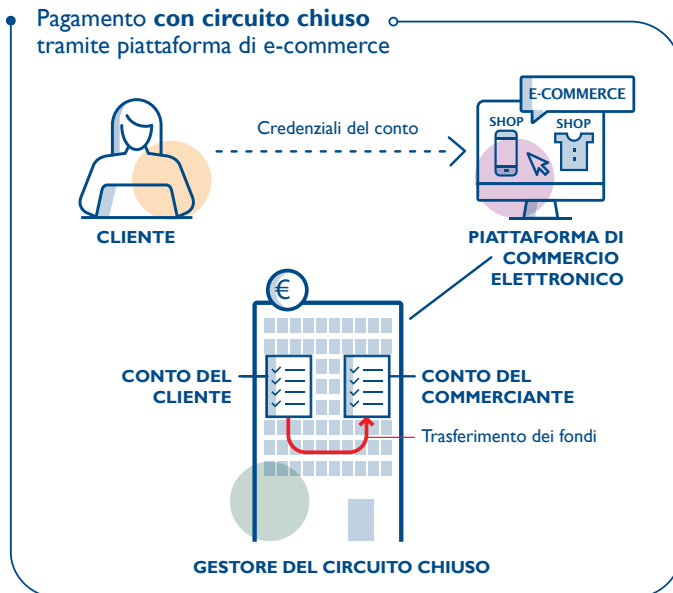 Pagamento con circuito chiuso
tramite piattaforma di e-commerce
E-COMMERCE
SHOP
SHOP
Credenziali del conto
CLIENTE
PIATTAFORMA DI
COMMERCIO
ELETTRONICO
€
CONTO DEL
CLIENTE
CONTO DEL
COMMERCIANTE
Trasferimento dei fondi
GESTORE DEL CIRCUITO CHIUSO